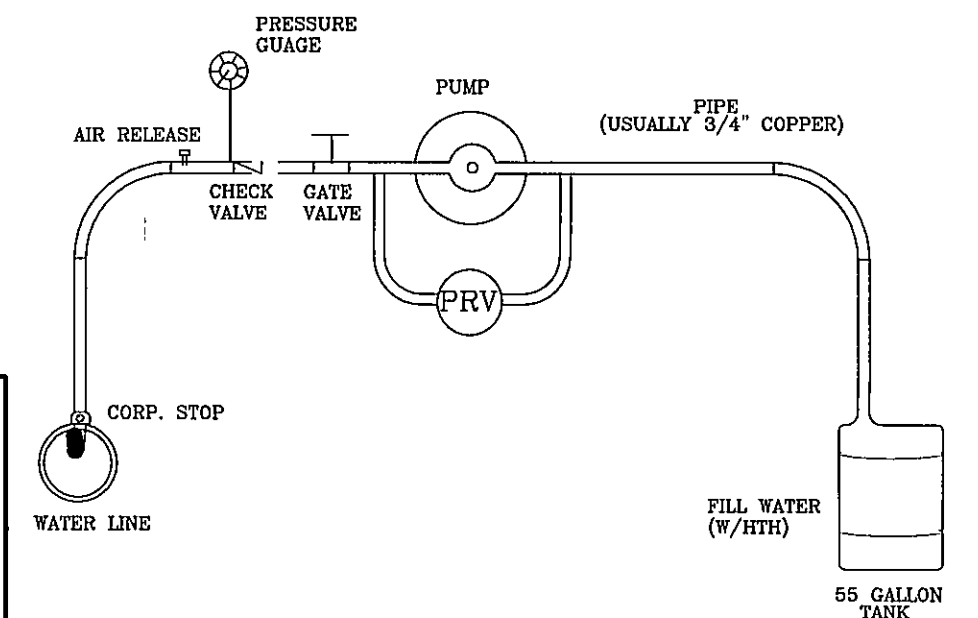 PRESSURE
GUAGE
PUMP
PIPE
(USUALLY 3/4" COPPER)
AIR RELEASE
CHECK
VALVE
GATE
VALVE
PRV
CORP. STOP
WATER LINE
FILL WATER
(W/HTH)
55 GALLON
TANK